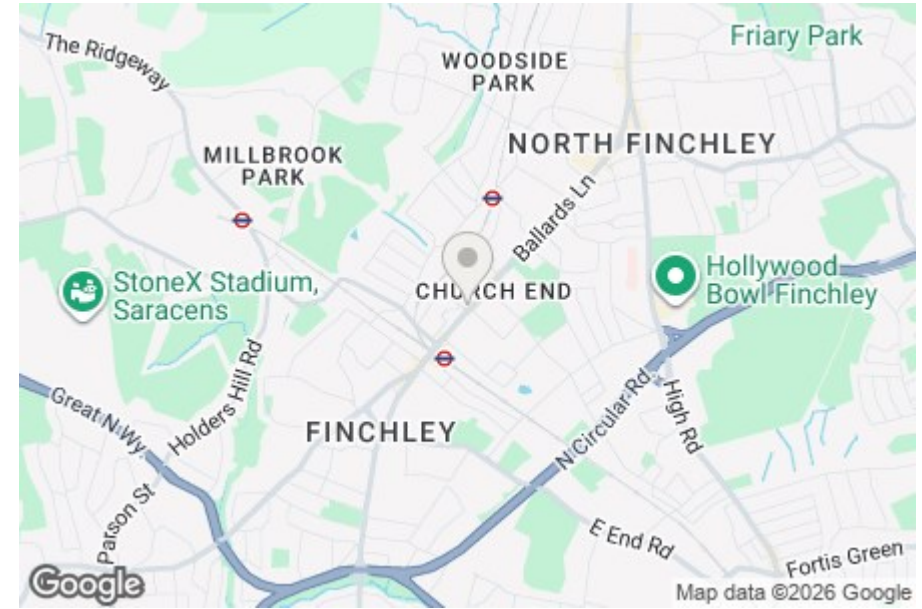 The Ridgeway
WOODSIDE
PARK
Friary Park
NORTH FINCHLEY
MILLBROOK
PARK
Ballards Ln
StoneX Stadium,
Saracens
CHURCH END
Hollywood
Bowl Finchley
Holders Hill Rd
Great N Wy.
FINCHLEY
N Circular Rd.
High Rd
Parson St
E End Rd
Fortis Green
Google
Map data ©2026 Google